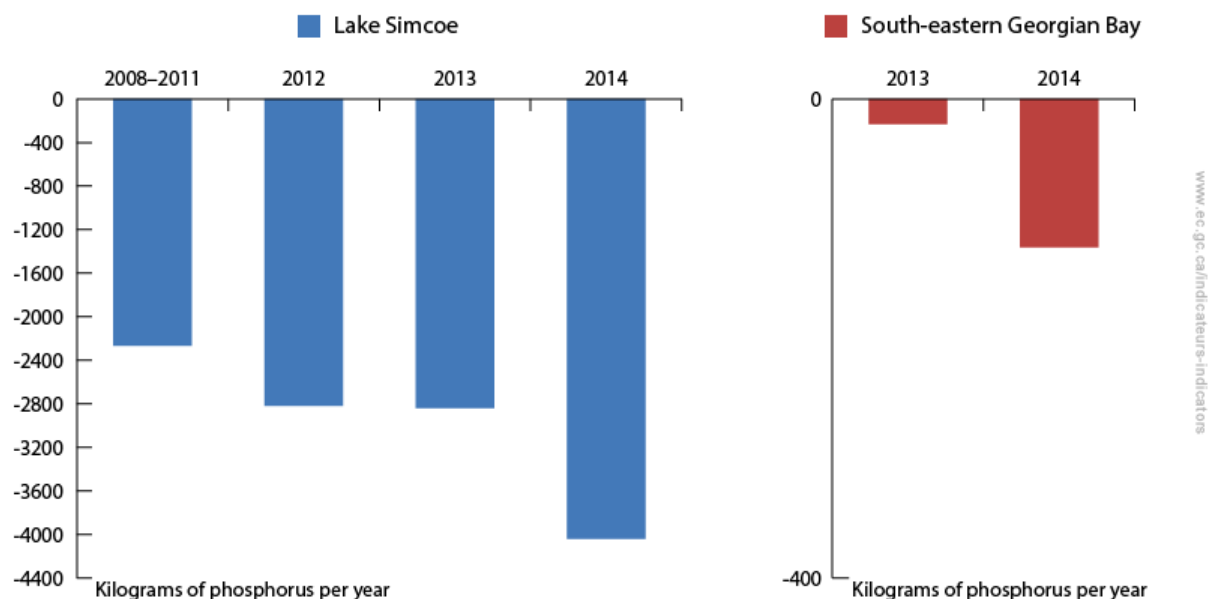 Lake Simcoe
South-eastern Georgian Bay
2008–2011 2012 2013 2014
2013 2014
0
-400
-800
-1200
-1600
-2000
-2400
-2800
-3200
-3600
-4000
-4400
Kilograms of phosphorus per year
0
-400
Kilograms of phosphorus per year
www.ec.gc.ca/indicateurs-indicators